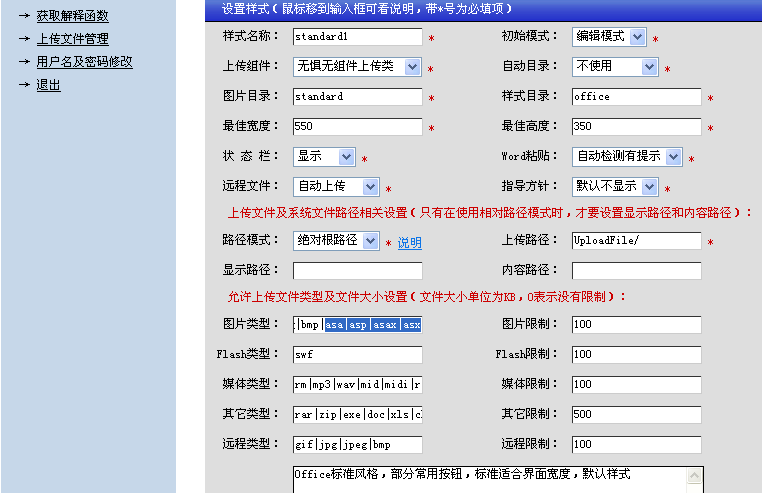 → 获取解释函数
→ 上传文件管理
→ 用户名及密码修改
→ 退出
设置样式(鼠标移到输入框可看说明,带*号为必填项)
样式名称: standard1 * 初始模式: 编辑模式 *
上传组件: 无惧无组件上传类 * 自动目录: 不使用 *
图片目录: standard * 样式目录: office *
最佳宽度: 550 * 最佳高度: 350 *
状 态 栏: 显示 * Word粘贴: 自动检测有提示 *
远程文件: 自动上传 * 指导方针: 默认不显示 *
上传文件及系统文件路径相关设置(只有在使用相对路径模式时,才要设置显示路径和内容路径):
路径模式: 绝对根路径 * 说明 上传路径: UploadFile/ *
显示路径: 内容路径:
允许上传文件类型及文件大小设置(文件大小单位为KB,0表示没有限制):
图片类型: |bmp|asa|asp|asax|asx 图片限制: 100
Flash类型: swf Flash限制: 100
媒体类型: rm|mp3|wav|mid|midi|r 媒体限制: 100
其它类型: rar|zip|exe|doc|xls|c 其它限制: 500
远程类型: gif|jpg|jpeg|bmp 远程限制: 100
Office标准风格,部分常用按钮,标准适合界面宽度,默认样式